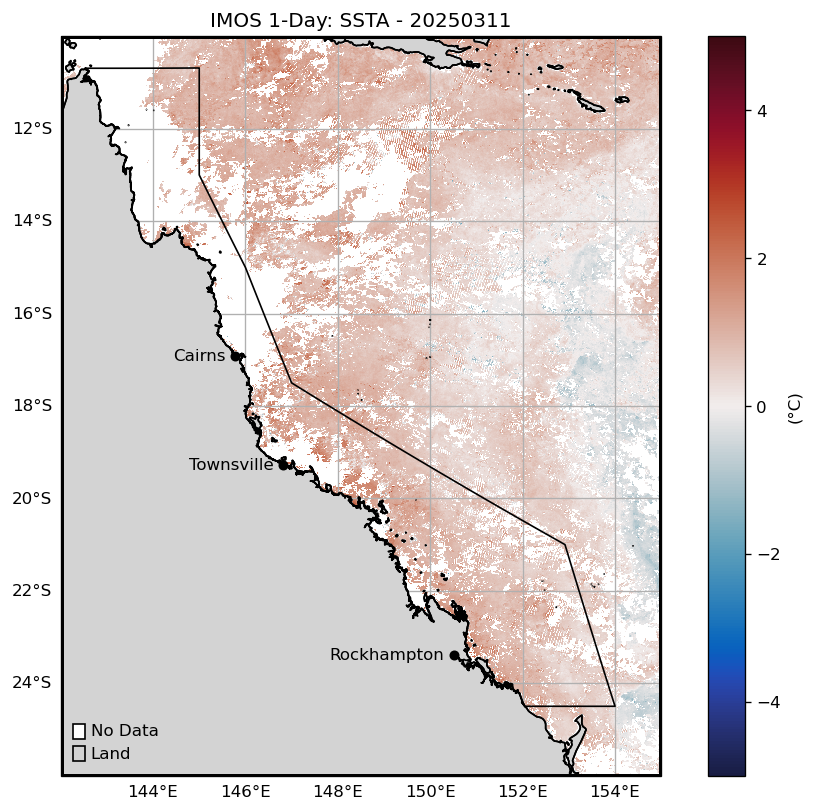 IMOS 1-Day: SSTA - 20250311
12°S
14°S
16°S
18°S
20°S
22°S
24°S
Cairns
Townsville
Rockhampton
No Data
Land
144°E
146°E
148°E
150°E
152°E
154°E
4
2
0
−2
−4
(°C)